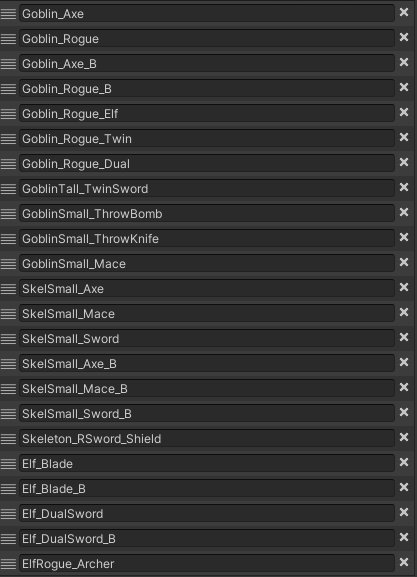 Goblin_Axe
Goblin_Rogue
Goblin_Axe_B
Goblin_Rogue_B
Goblin_Rogue_Elf
Goblin_Rogue_Twin
Goblin_Rogue_Dual
GoblinTall_TwinSword
GoblinSmall_ThrowBomb
GoblinSmall_ThrowKnife
GoblinSmall_Mace
SkelSmall_Axe
SkelSmall_Mace
SkelSmall_Sword
SkelSmall_Axe_B
SkelSmall_Mace_B
SkelSmall_Sword_B
Skeleton_RSword_Shield
Elf_Blade
Elf_Blade_B
Elf_DualSword
Elf_DualSword_B
ElfRogue_Archer